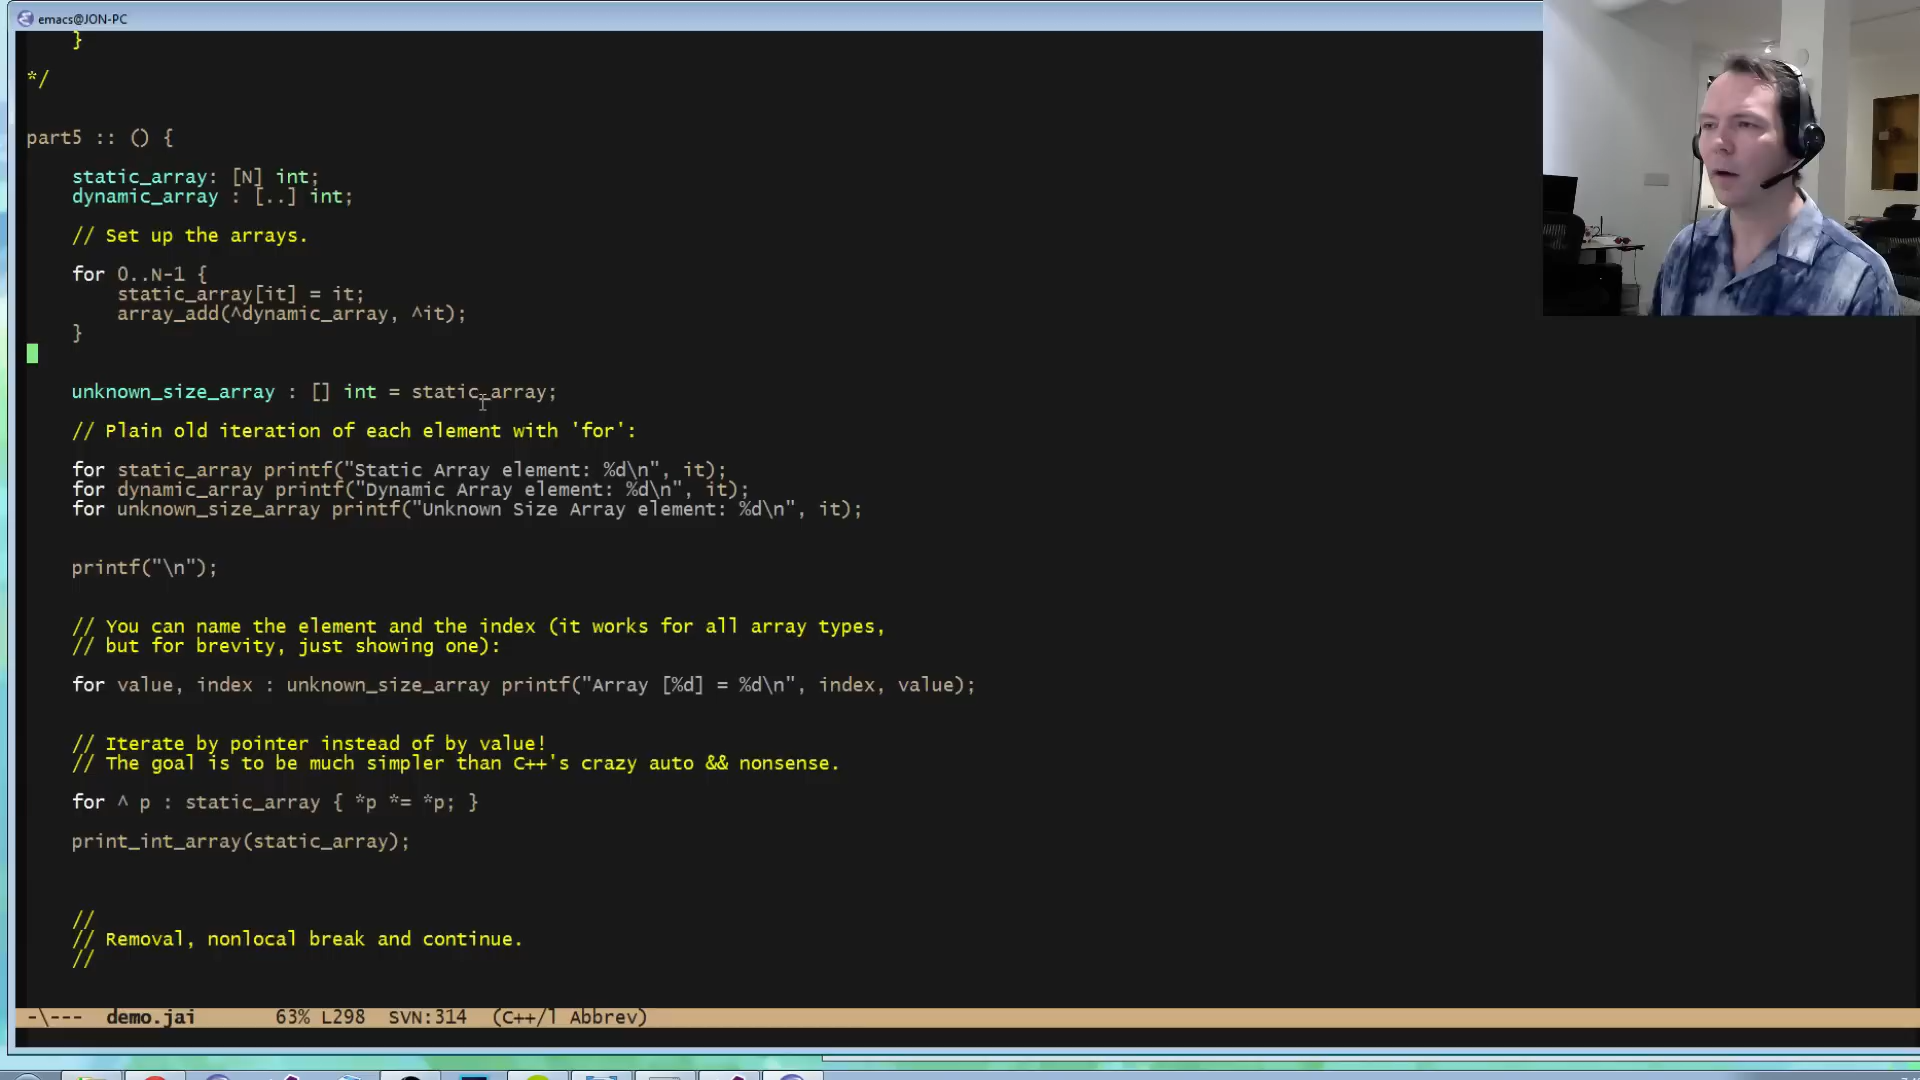 emacs@JON-PC
}
*/
part5 :: () {
static_array: [N] int;
dynamic_array : [..] int;
// Set up the arrays.
for 0..N-1 {
static_array[it] = it;
array_add(^dynamic_array, ^it);
}
unknown_size_array : [] int = static_array;
// Plain old iteration of each element with 'for':
for static_array printf("Static Array element: %d\n", it);
for dynamic_array printf("Dynamic Array element: %d\n", it);
for unknown_size_array printf("Unknown Size Array element: %d\n", it);
printf("\n");
// You can name the element and the index (it works for all array types,
// but for brevity, just showing one):
for value, index : unknown_size_array printf("Array [%d] = %d\n", index, value);
// Iterate by pointer instead of by value!
// The goal is to be much simpler than C++'s crazy auto && nonsense.
for ^ p : static_array { *p *= *p; }
print_int_array(static_array);
//
// Removal, nonlocal break and continue.
//
-\--- demo.jai 63% L298 SVN:314 (C++/l Abbrev)